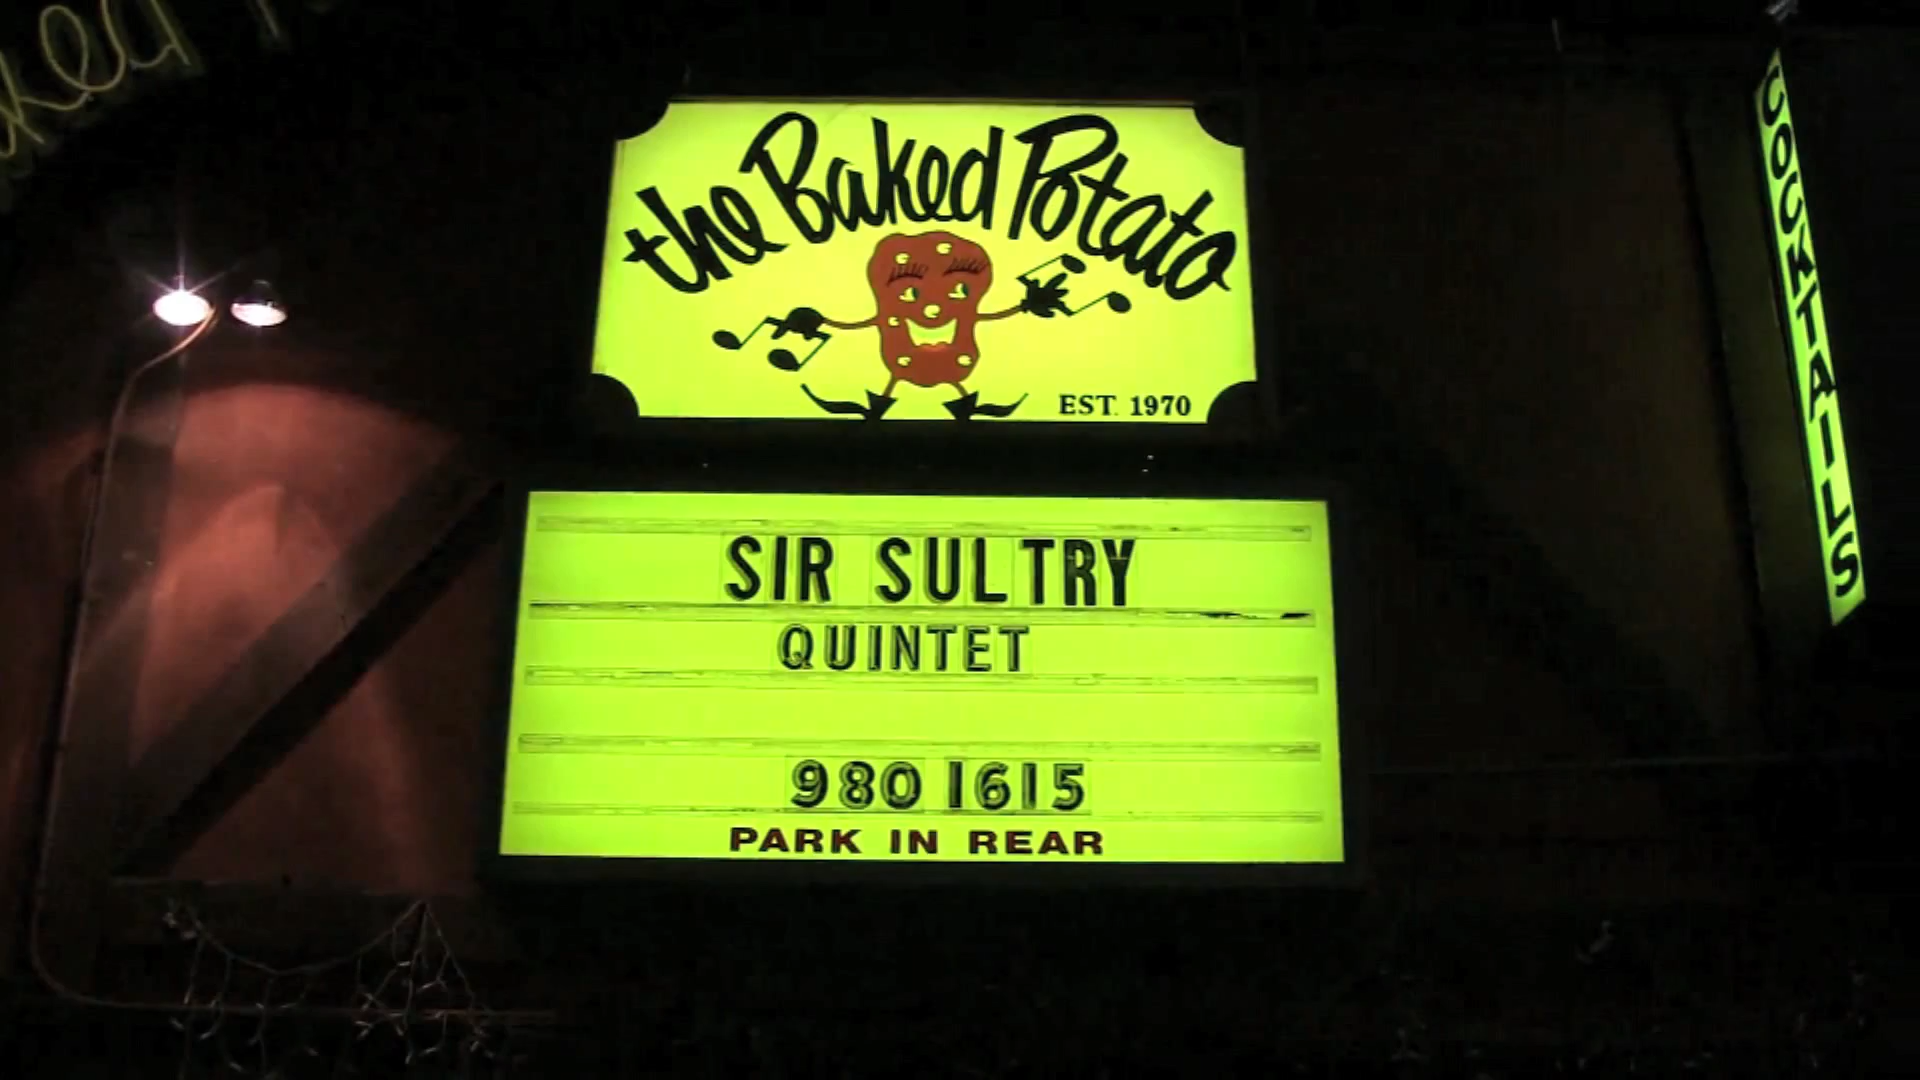 the Baked Potato
EST. 1970
SIR SULTRY
QUINTET
980 1615
PARK IN REAR
COCKTAILS